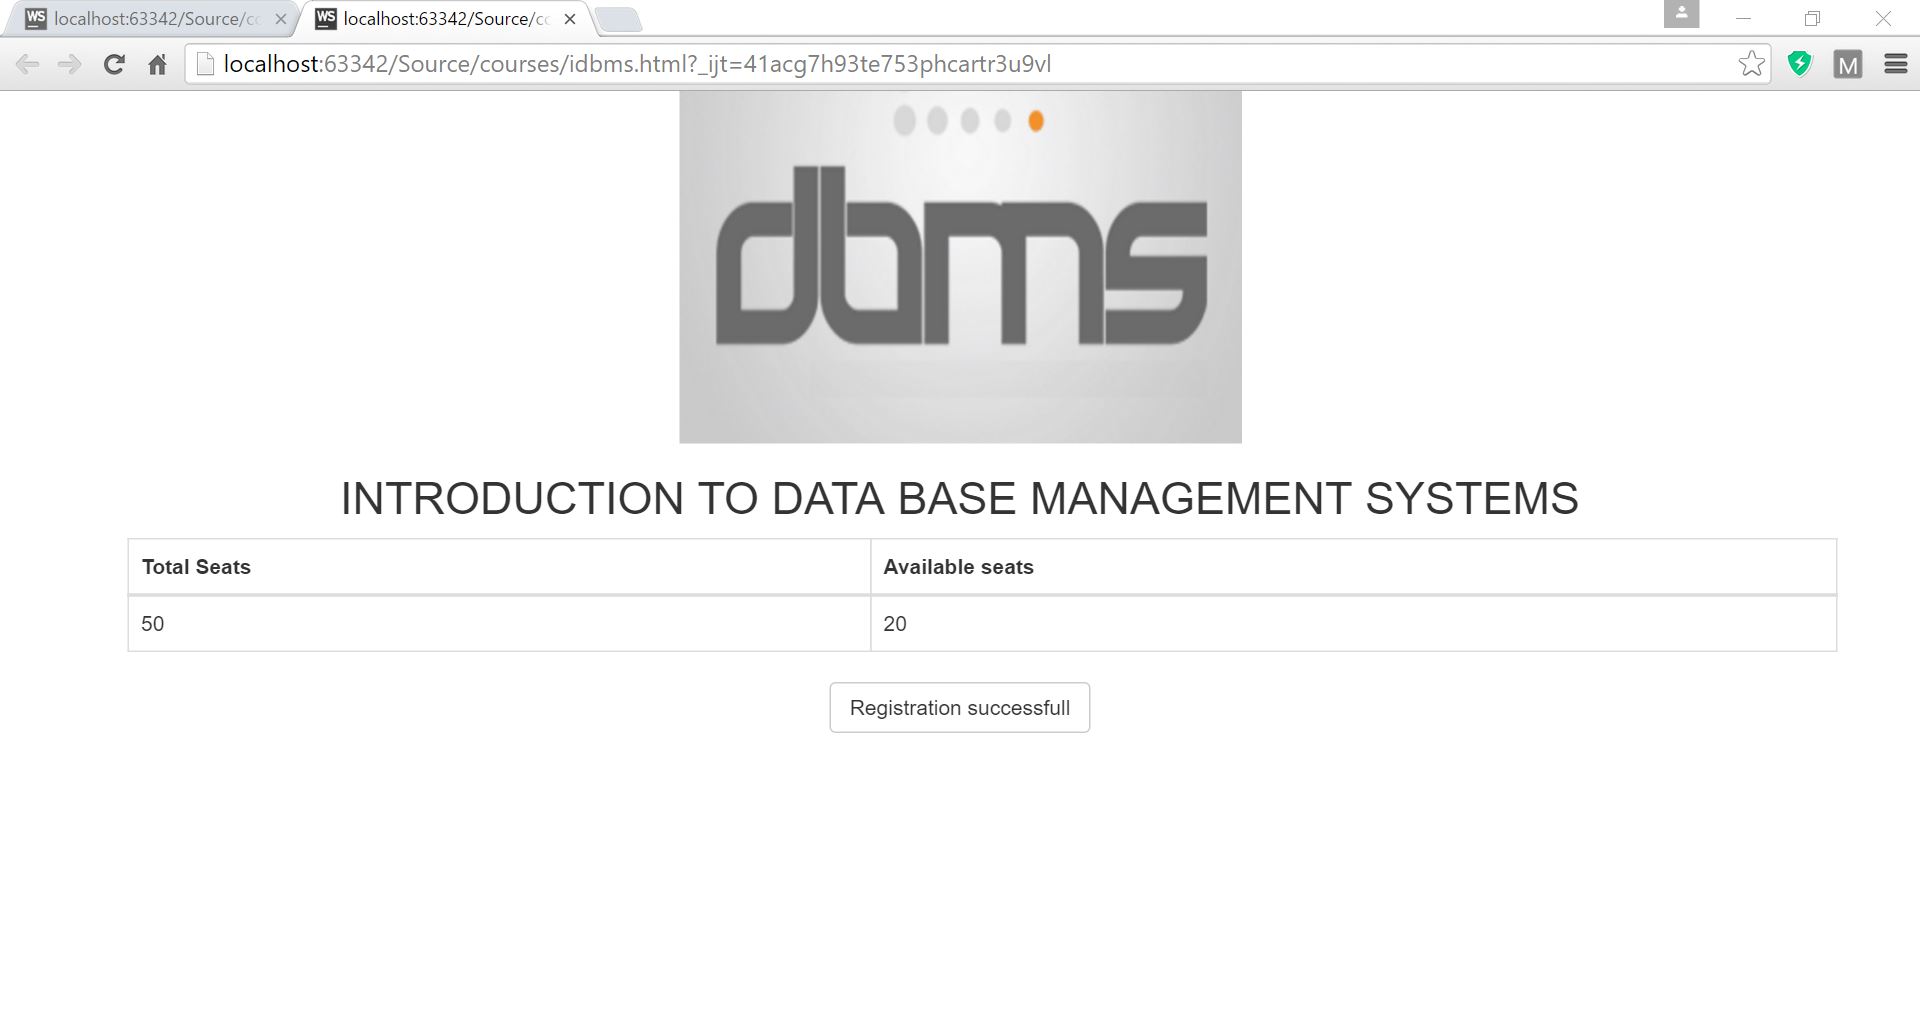 WS localhost:63342/Source/cc WS localhost:63342/Source/cc
localhost:63342/Source/courses/idbms.html?_ijt=41acg7h93te753phcartr3u9vl M
dbms
INTRODUCTION TO DATA BASE MANAGEMENT SYSTEMS
Total Seats Available seats
50 20
Registration successfull